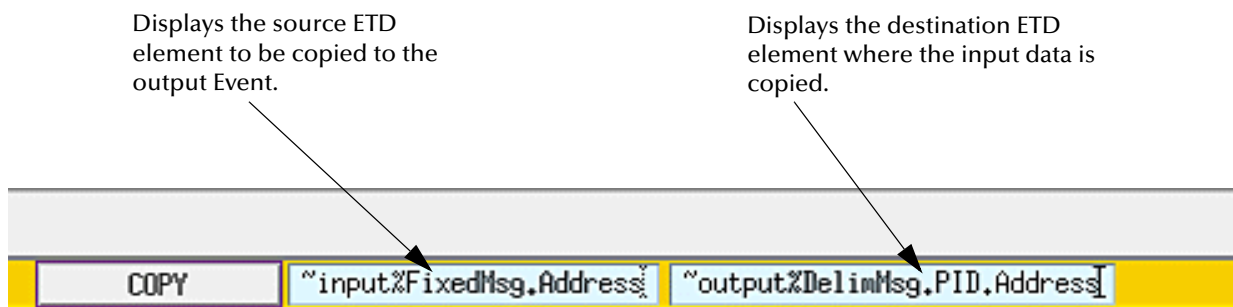 Displays the source ETD
element to be copied to the
output Event.
Displays the destination ETD
element where the input data is
copied.
COPY ~input%FixedMsg.Address ~output%DelimMsg.PID.Address